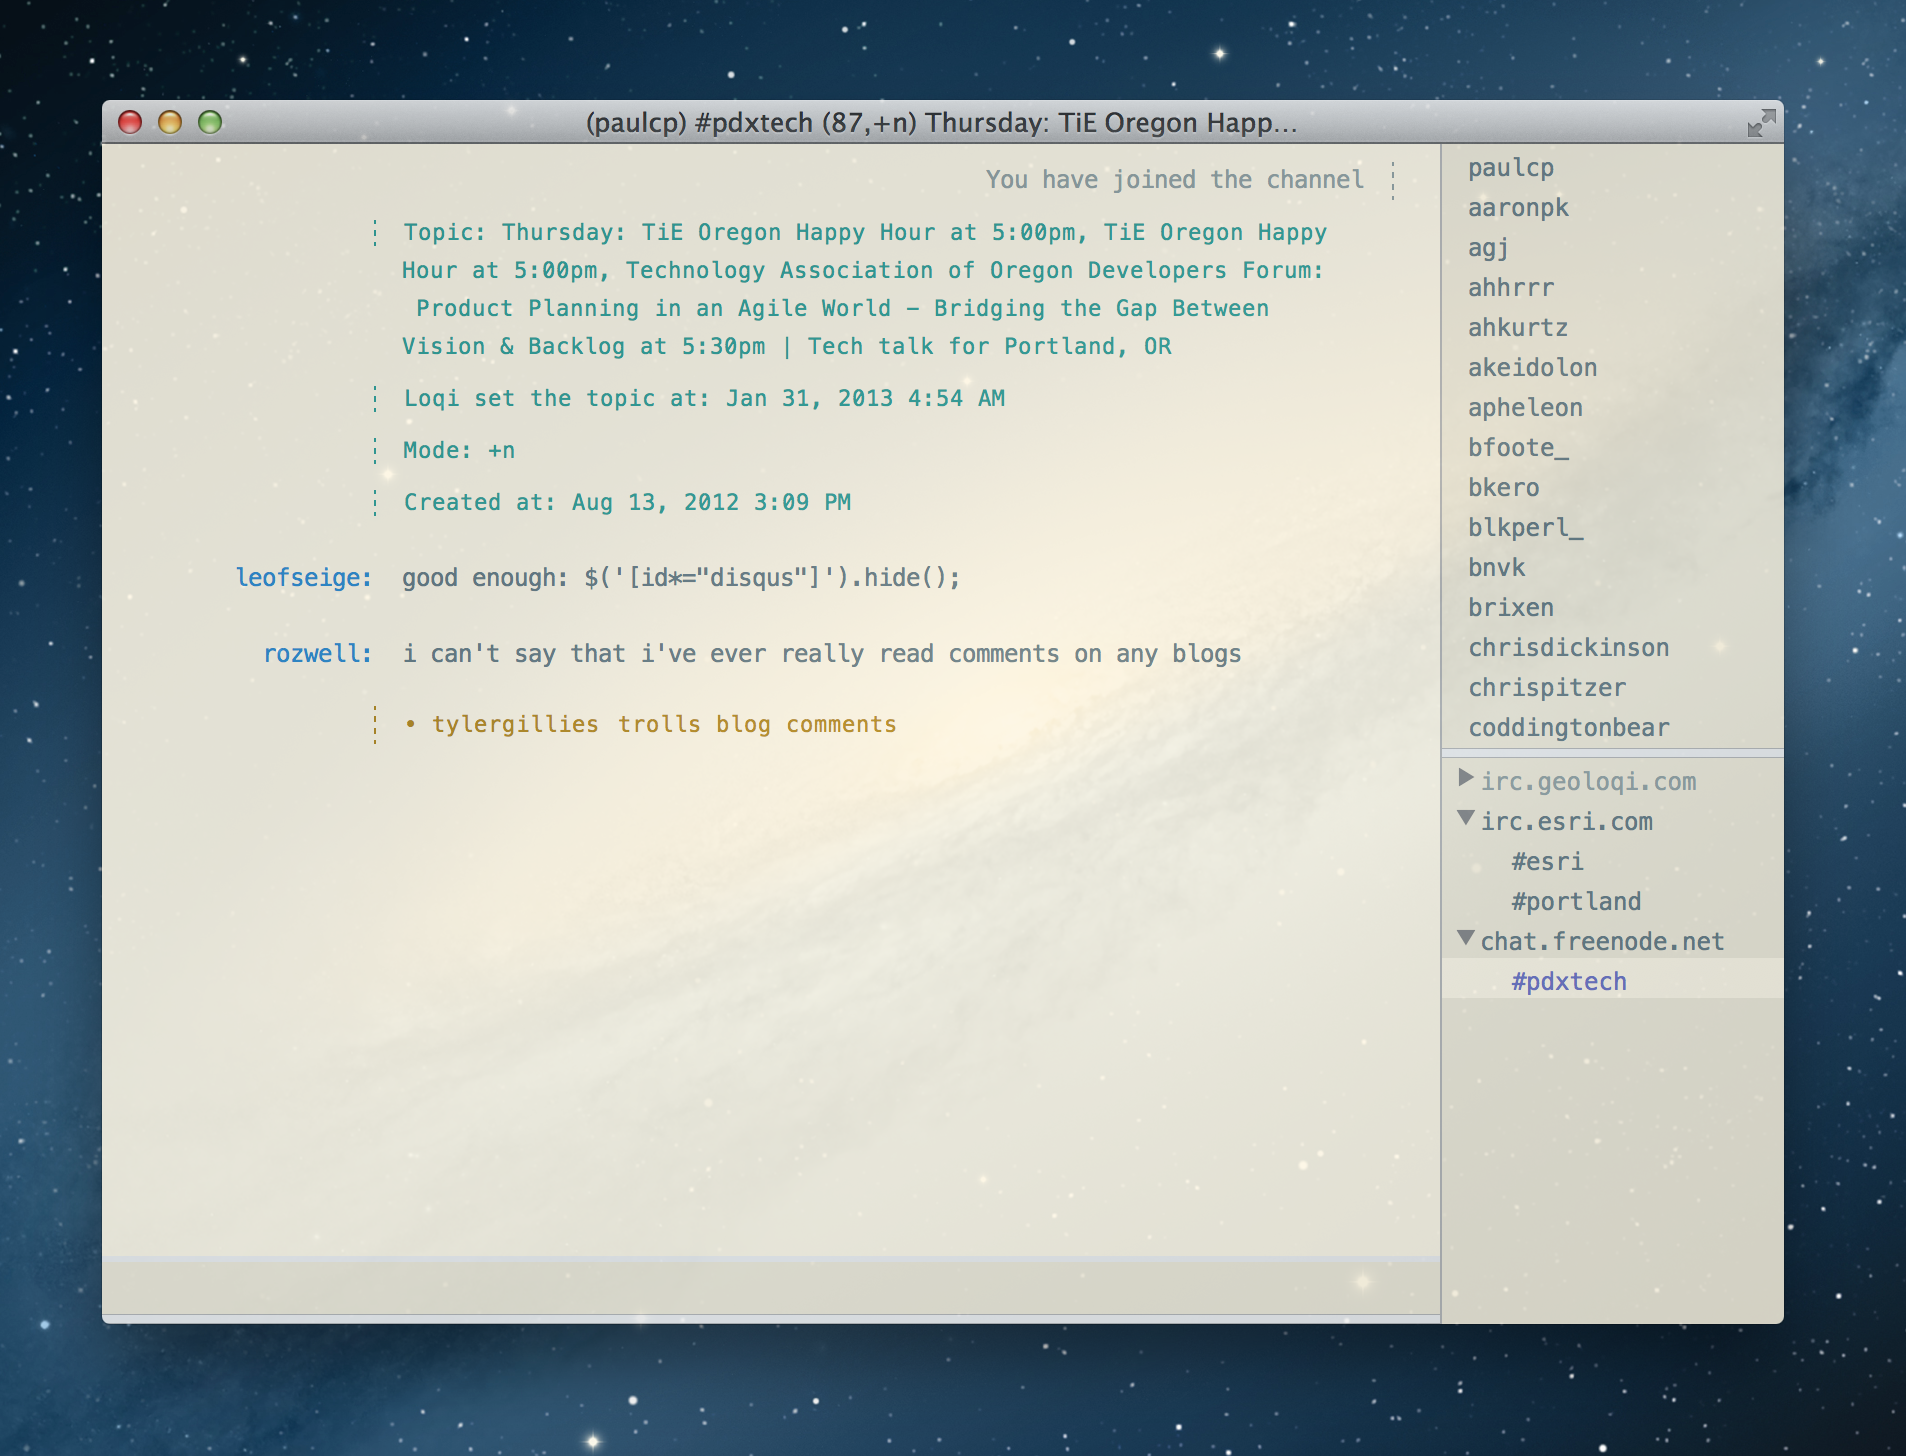 (paulcp) #pdxtech (87,+n) Thursday: TiE Oregon Happ...
You have joined the channel
Topic: Thursday: TiE Oregon Happy Hour at 5:00pm, TiE Oregon Happy
Hour at 5:00pm, Technology Association of Oregon Developers Forum:
Product Planning in an Agile World – Bridging the Gap Between
Vision & Backlog at 5:30pm | Tech talk for Portland, OR
Loqi set the topic at: Jan 31, 2013 4:54 AM
Mode: +n
Created at: Aug 13, 2012 3:09 PM
leofseige: good enough: $('[id*="disqus"]').hide();
rozwell: i can't say that i've ever really read comments on any blogs
• tylergillies trolls blog comments
paulcp
aaronpk
agj
ahhrrr
ahkurtz
akeidolon
apheleon
bfoote_
bkero
blkperl_
bnvk
brixen
chrisdickinson
chrispitzer
coddingtonbear
irc.geoloqi.com
irc.esri.com
#esri
#portland
chat.freenode.net
#pdxtech